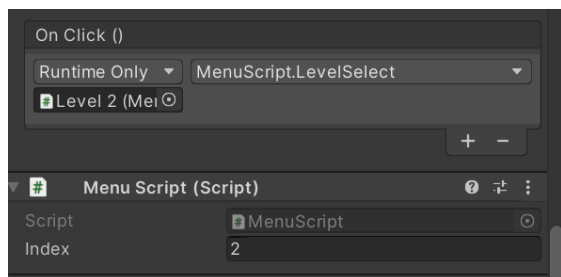 On Click ()
Runtime Only MenuScript.LevelSelect
#Level 2 (Me
+ −
# Menu Script (Script)
Script #MenuScript
Index 2